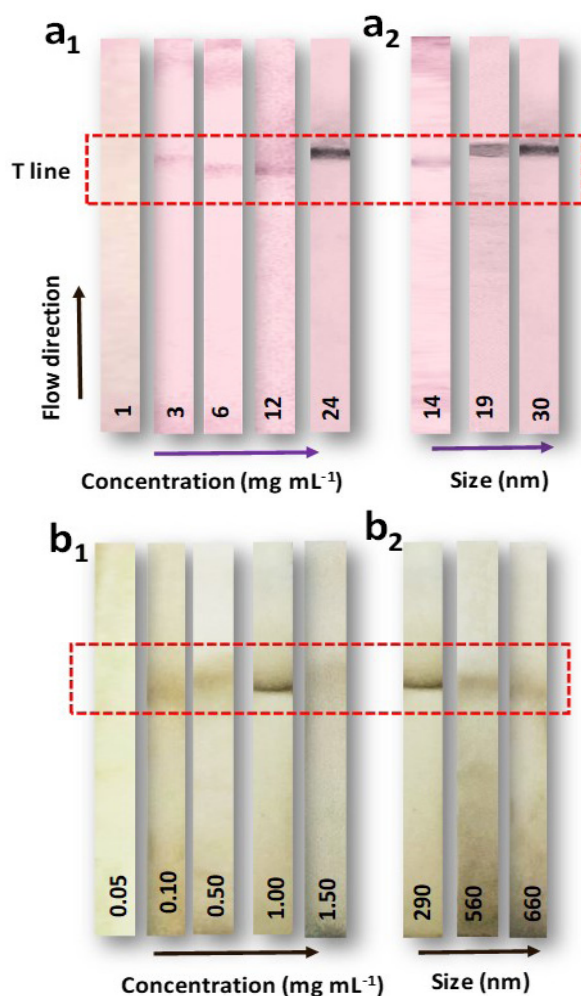 a1 a2
T line
Flow direction
1 3 6 12 24 14 19 30
Concentration (mg mL-1) Size (nm)
b1 b2
0.05 0.10 0.50 1.00 1.50 290 560 660
Concentration (mg mL-1) Size (nm)